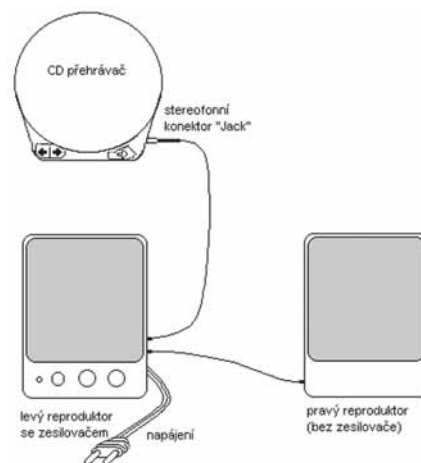 CD přehrávač
stereofonní
konektor "Jack"
levý reproduktor
se zesilovačem
napájení
pravý reproduktor
(bez zesilovače)